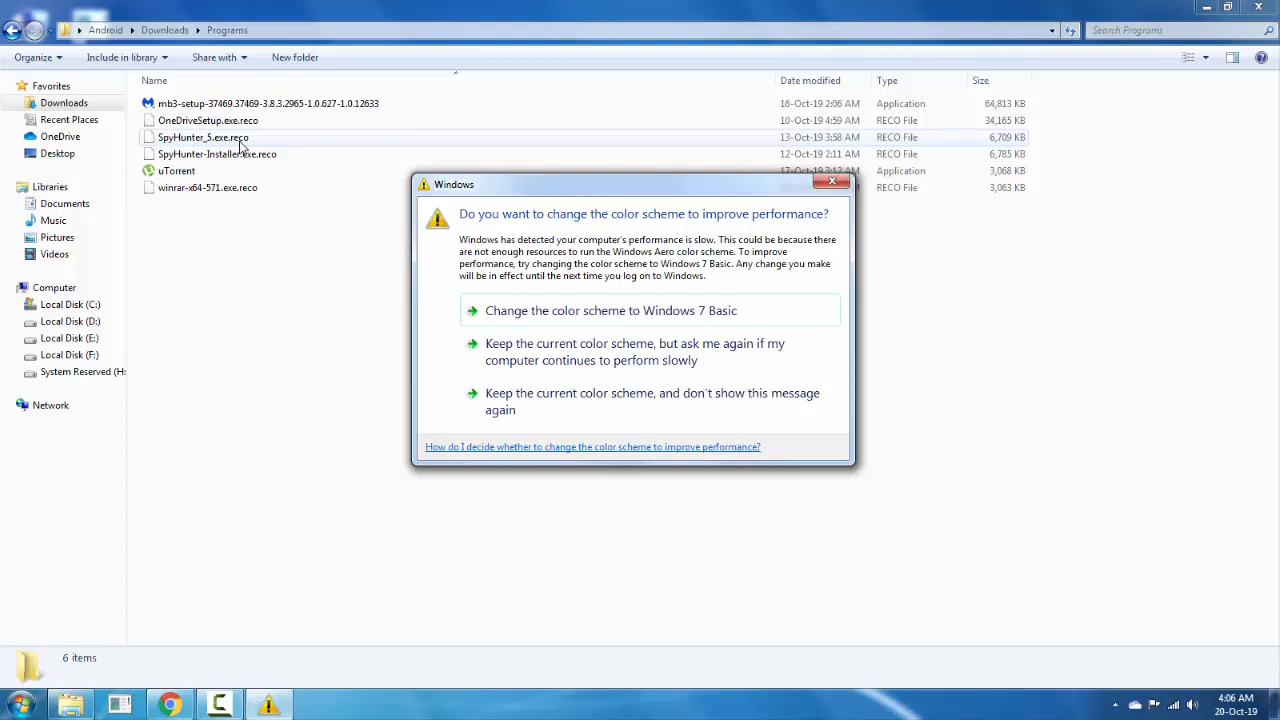 Android Downloads Programs
Search Programs
Organize Include in library Share with New folder
Name Date modified Type Size
Favorites
Downloads
Recent Places
OneDrive
Desktop
Libraries
Documents
Music
Pictures
Videos
Computer
Local Disk (C:)
Local Disk (D:)
Local Disk (E:)
Local Disk (F:)
System Reserved (H:
Network
mb3-setup-37469.37469-3.8.3.2965-1.0.627-1.0.12633 16-Oct-19 2:06 AM Application 64,813 KB
OneDriveSetup.exe.reco 10-Oct-19 4:59 AM RECO File 34,165 KB
SpyHunter_5.exe.reco 13-Oct-19 3:58 AM RECO File 6,709 KB
SpyHunter-Installer.exe.reco 12-Oct-19 2:11 AM RECO File 6,785 KB
uTorrent 17-Oct-19 3:12 AM Application 3,068 KB
winrar-x64-571.exe.reco RECO File 3,063 KB
Windows
Do you want to change the color scheme to improve performance?
Windows has detected your computer's performance is slow. This could be because there
are not enough resources to run the Windows Aero color scheme. To improve
performance, try changing the color scheme to Windows 7 Basic. Any change you make
will be in effect until the next time you log on to Windows.
Change the color scheme to Windows 7 Basic
Keep the current color scheme, but ask me again if my
computer continues to perform slowly
Keep the current color scheme, and don't show this message
again
How do I decide whether to change the color scheme to improve performance?
6 items
4:06 AM
20-Oct-19